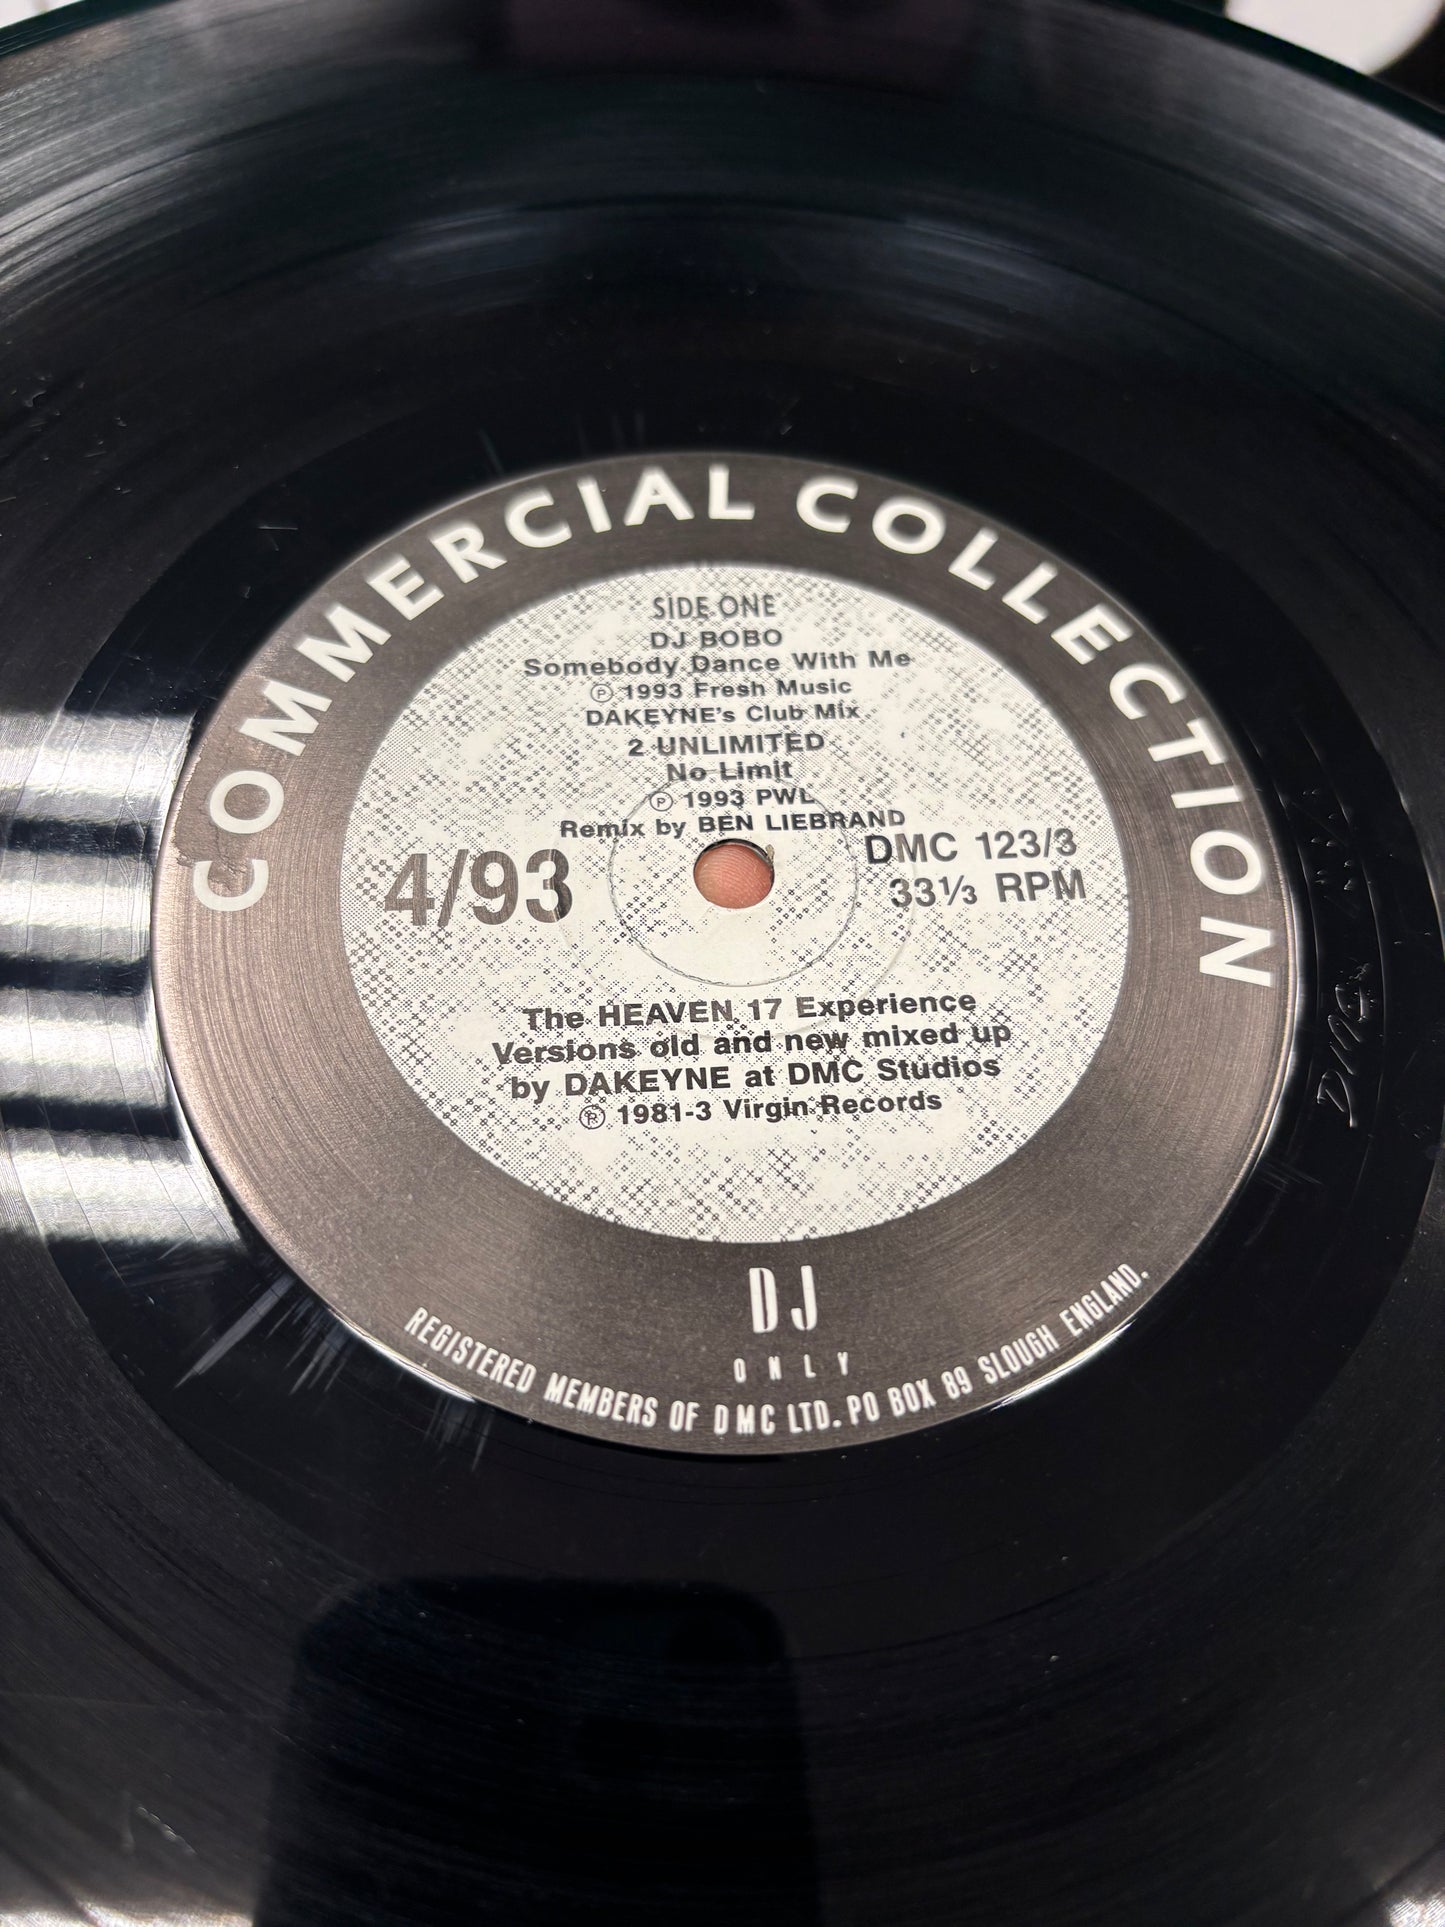 COMMERCIAL COLLECTION
SIDE ONE
DJ BOBO
Somebody Dance With Me
Ⓟ 1993 Fresh Music
DAKEYNE's Club Mix
2 UNLIMITED
No Limit
Ⓟ 1993 PWL
Remix by BEN LIEBRAND
4/93
DMC 123/3
33⅓ RPM
The HEAVEN 17 Experience
Versions old and new mixed up
by DAKEYNE at DMC Studios
Ⓟ 1981-3 Virgin Records
DJ
ONLY
REGISTERED MEMBERS OF DMC LTD. PO BOX 89 SLOUGH ENGLAND.
DMC